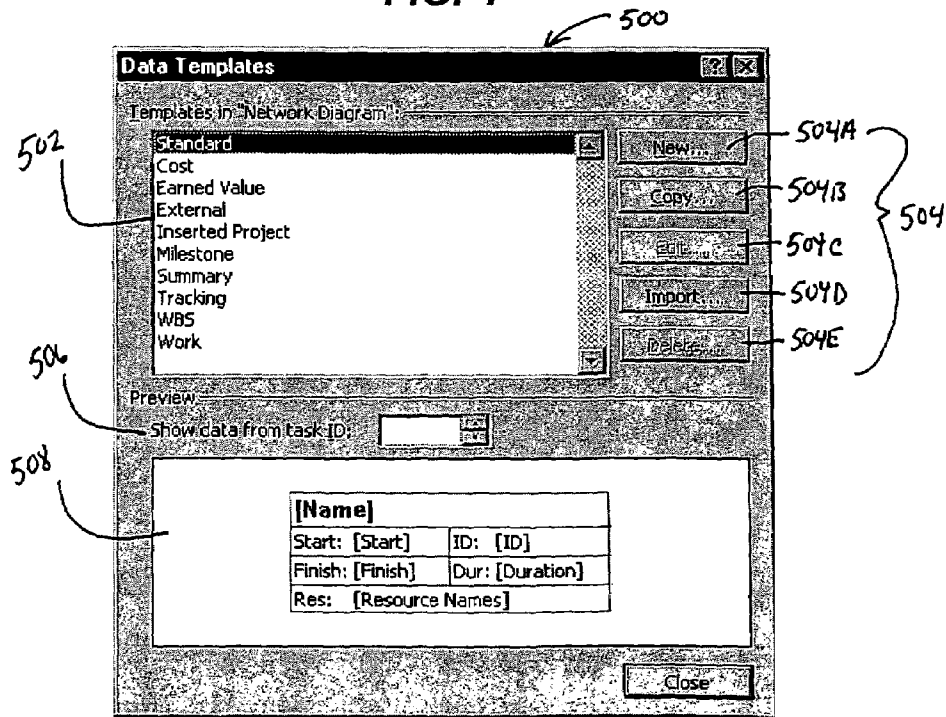 500
Data Templates
Templates in "Network Diagram":
502
Standard
Cost
Earned Value
External
Inserted Project
Milestone
Summary
Tracking
WBS
Work
New...
Copy...
Edit...
Import...
Delete...
504A
504B
504C
504D
504E
504
Preview
506
Show data from task ID:
508
[Name]
Start: [Start] ID: [ID]
Finish: [Finish] Dur: [Duration]
Res: [Resource Names]
Close